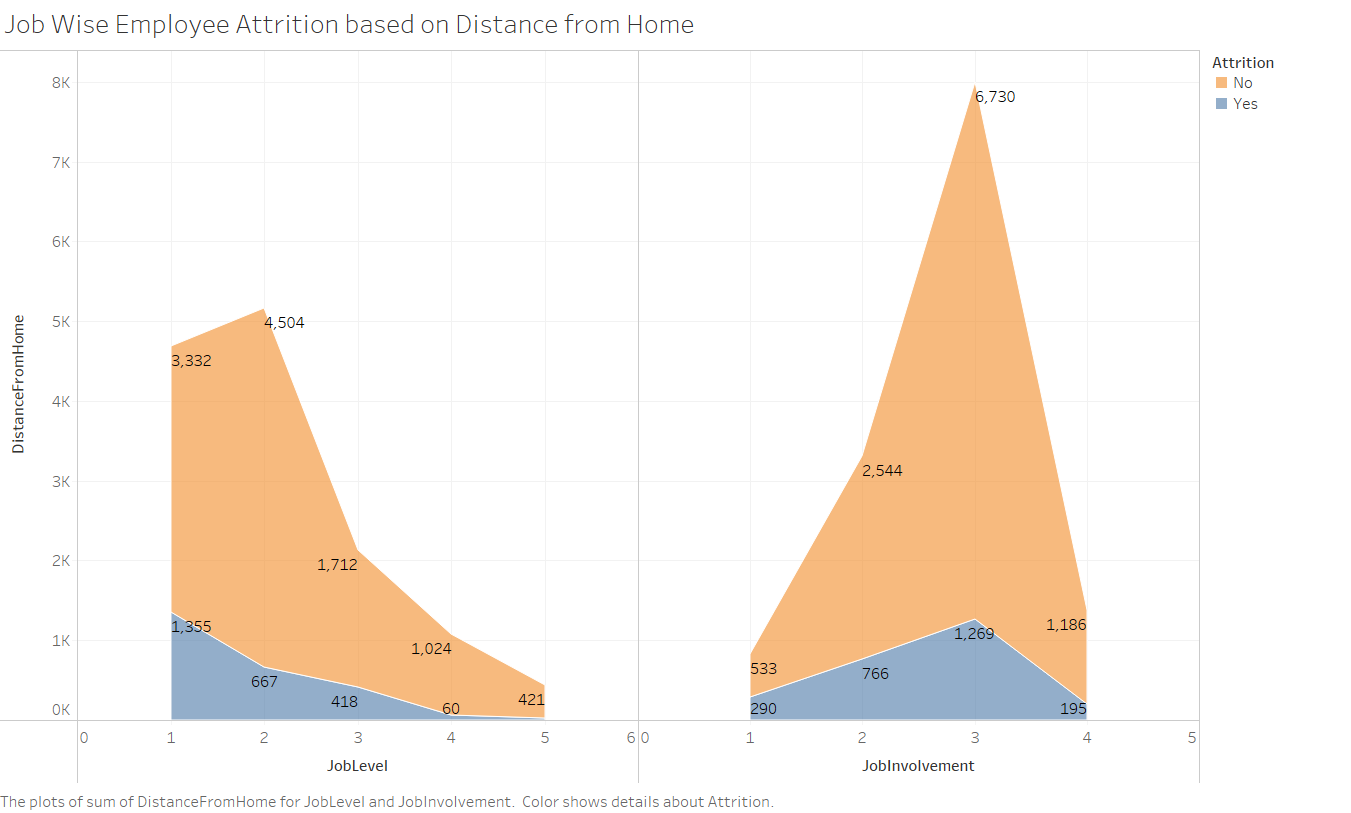 Job Wise Employee Attrition based on Distance from Home
Attrition
No
Yes
DistanceFromHome
8K
7K
6K
5K
4K
3K
2K
1K
0K
3,332
4,504
1,712
1,024
421
1,355
667
418
60
6,730
2,544
533
1,186
290
766
1,269
195
0 1 2 3 4 5 6
0 1 2 3 4 5
JobLevel
JobInvolvement
The plots of sum of DistanceFromHome for JobLevel and JobInvolvement. Color shows details about Attrition.